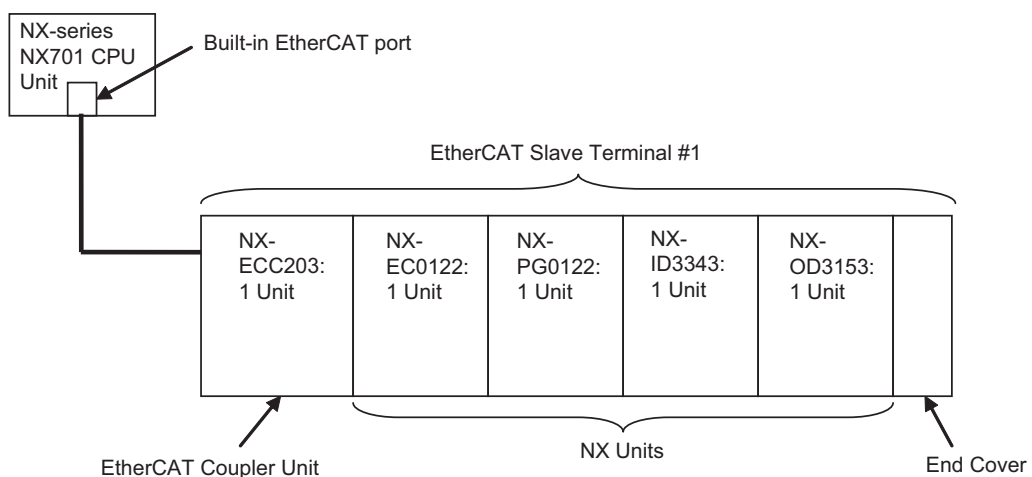 NX-series
NX701 CPU
Unit
Built-in EtherCAT port
EtherCAT Slave Terminal #1
NX-
ECC203:
1 Unit
NX-
EC0122:
1 Unit
NX-
PG0122:
1 Unit
NX-
ID3343:
1 Unit
NX-
OD3153:
1 Unit
EtherCAT Coupler Unit
NX Units
End Cover